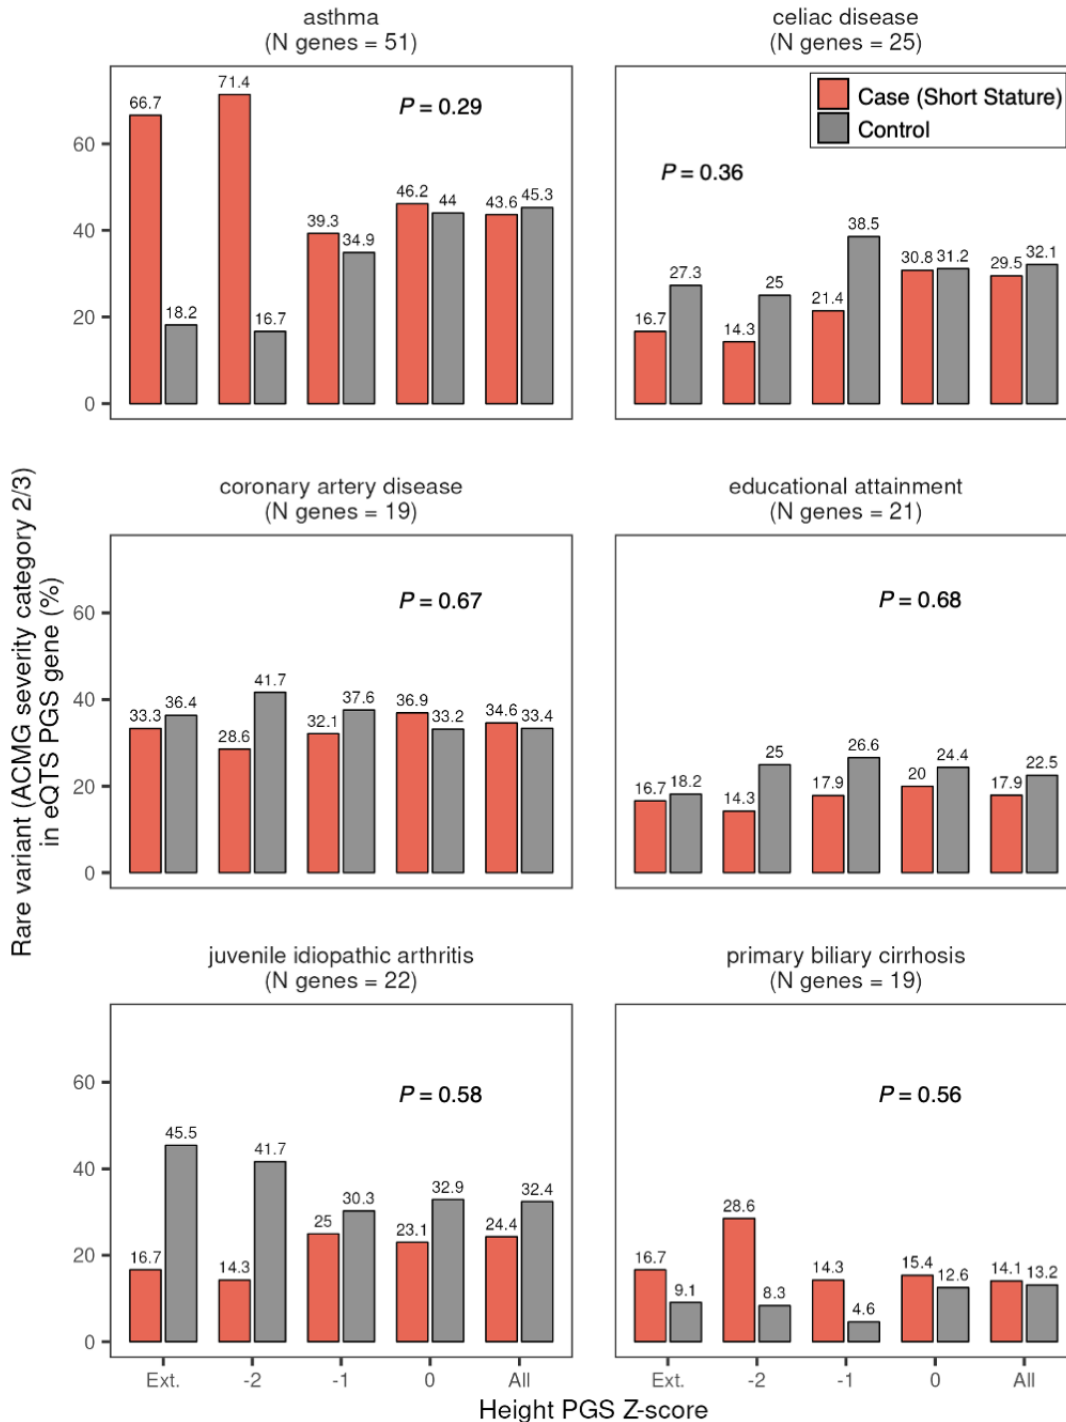 asthma
(N genes = 51)
celiac disease
(N genes = 25)
66.7
18.2
71.4
16.7
39.3
34.9
46.2
44
43.6
45.3
P = 0.29
60
40
20
0
Case (Short Stature)
Control
P = 0.36
16.7
27.3
14.3
25
21.4
38.5
30.8
31.2
29.5
32.1
Rare variant (ACMG severity category 2/3)
in eQTS PGS gene (%)
coronary artery disease
(N genes = 19)
educational attainment
(N genes = 21)
P = 0.67
60
40
20
0
33.3
36.4
28.6
41.7
32.1
37.6
36.9
33.2
34.6
33.4
P = 0.68
16.7
18.2
14.3
25
17.9
26.6
20
24.4
17.9
22.5
juvenile idiopathic arthritis
(N genes = 22)
primary biliary cirrhosis
(N genes = 19)
P = 0.58
60
40
20
0
16.7
45.5
14.3
41.7
25
30.3
23.1
32.9
24.4
32.4
P = 0.56
16.7
9.1
28.6
8.3
14.3
4.6
15.4
12.6
14.1
13.2
Ext.
-2
-1
0
All
Ext.
-2
-1
0
All
Height PGS Z-score